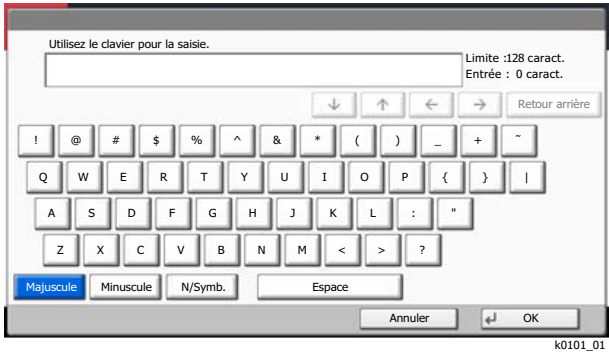 Utilisez le clavier pour la saisie.
Limite :128 caract.
Entrée : 0 caract.
↓ ↑ ← → Retour arrière
! @ # $ % ^ & * ( ) _ + ~
Q W E R T Y U I O P { } |
A S D F G H J K L : "
Z X C V B N M < > ?
Majuscule Minuscule N/Symb. Espace
Annuler OK
k0101_01